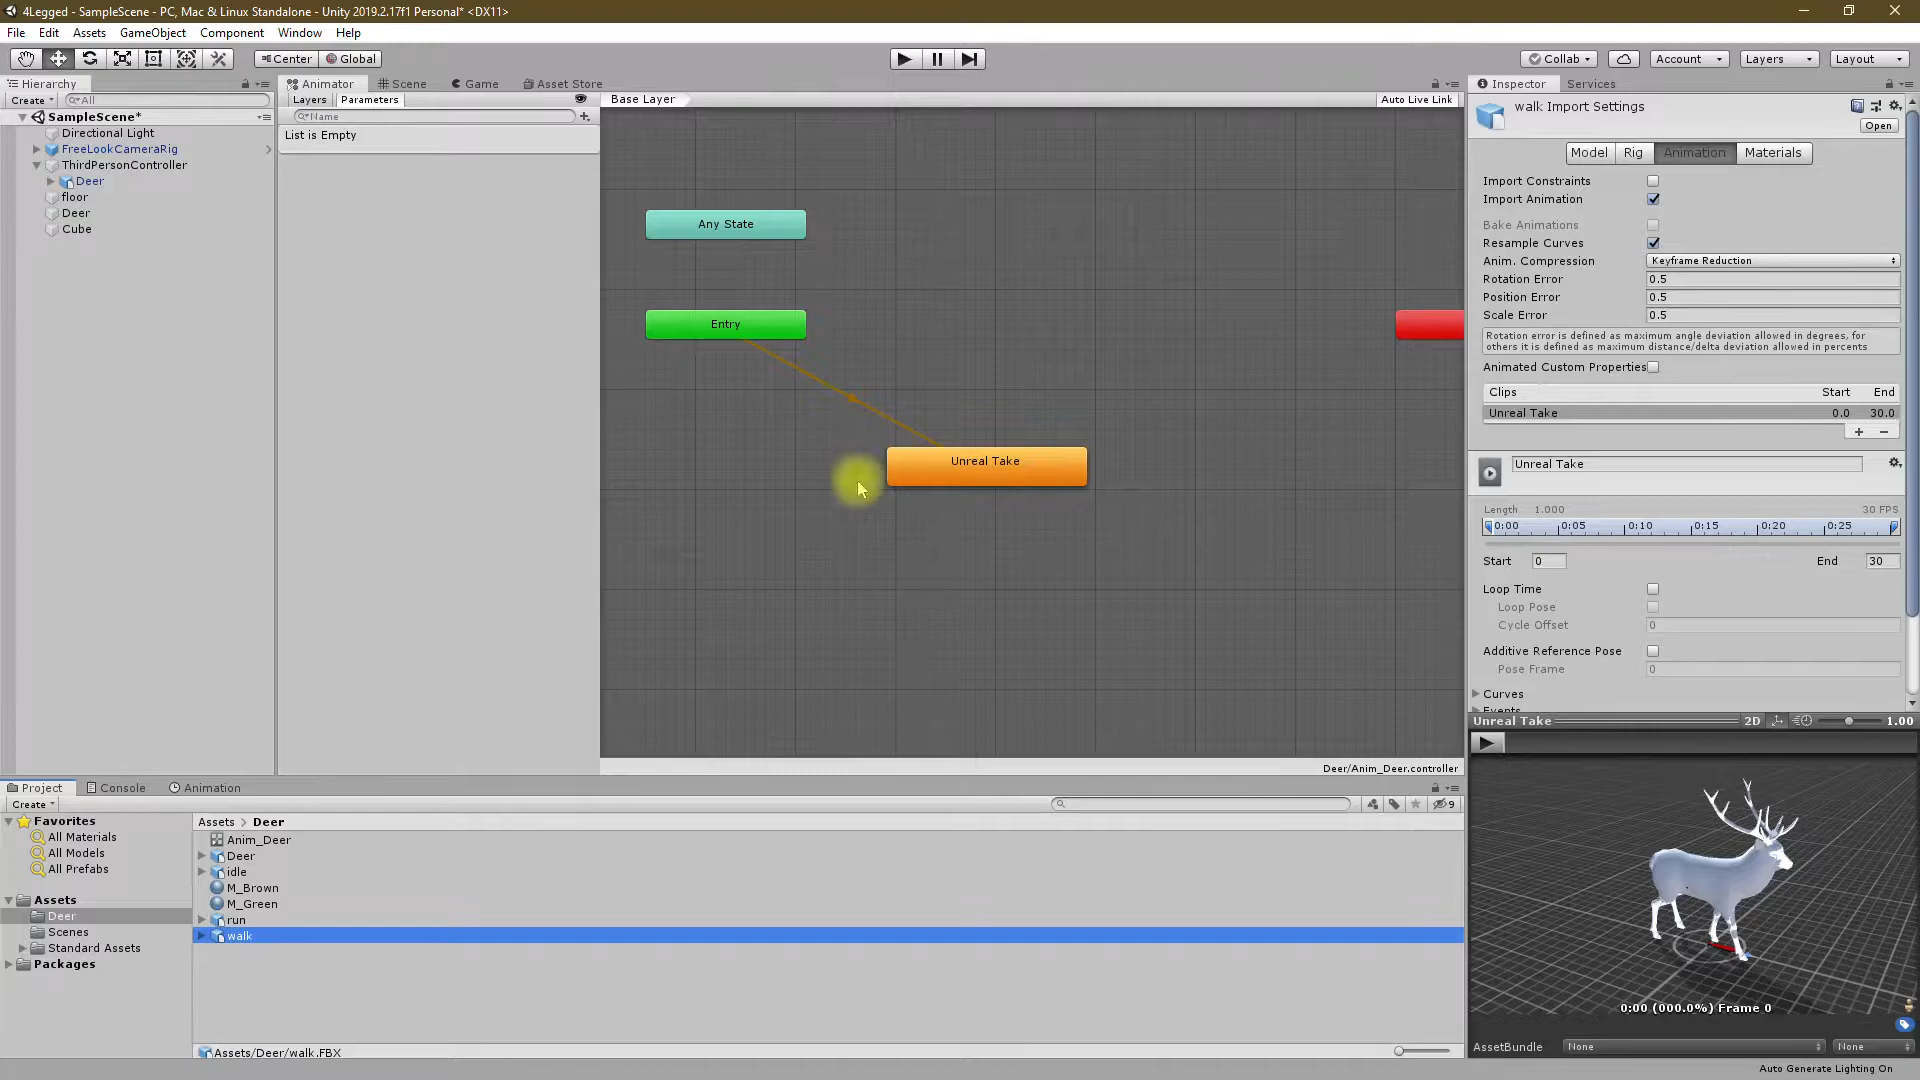 4Legged - SampleScene - PC, Mac & Linux Standalone - Unity 2019.2.17f1 Personal* <DX11>
File Edit Assets GameObject Component Window Help
Center Global Collab Account Layers Layout
Hierarchy
Create All
SampleScene*
Directional Light
FreeLookCameraRig
ThirdPersonController
Deer
floor
Deer
Cube
Animator Scene Game Asset Store
Layers Parameters
Name
List is Empty
Base Layer Auto Live Link
Any State
Entry
Unreal Take
Deer/Anim_Deer.controller
Inspector Services
walk Import Settings
Open
Model Rig Animation Materials
Import Constraints
Import Animation
Bake Animations
Resample Curves
Anim. Compression Keyframe Reduction
Rotation Error 0.5
Position Error 0.5
Scale Error 0.5
Rotation error is defined as maximum angle deviation allowed in degrees, for
others it is defined as maximum distance/delta deviation allowed in percents
Animated Custom Properties
Clips Start End
Unreal Take 0.0 30.0
+ -
Unreal Take
Length 1.000 30 FPS
0:00 0:05 0:10 0:15 0:20 0:25
Start 0 End 30
Loop Time
Loop Pose
Cycle Offset 0
Additive Reference Pose
Pose Frame 0
Curves
Events
Unreal Take 2D 1.00
0:00 (000.0%) Frame 0
AssetBundle None None
Project Console Animation
Create 9
Favorites
All Materials
All Models
All Prefabs
Assets
Deer
Scenes
Standard Assets
Packages
Assets > Deer
Anim_Deer
Deer
idle
M_Brown
M_Green
run
walk
Assets/Deer/walk.FBX
Auto Generate Lighting On